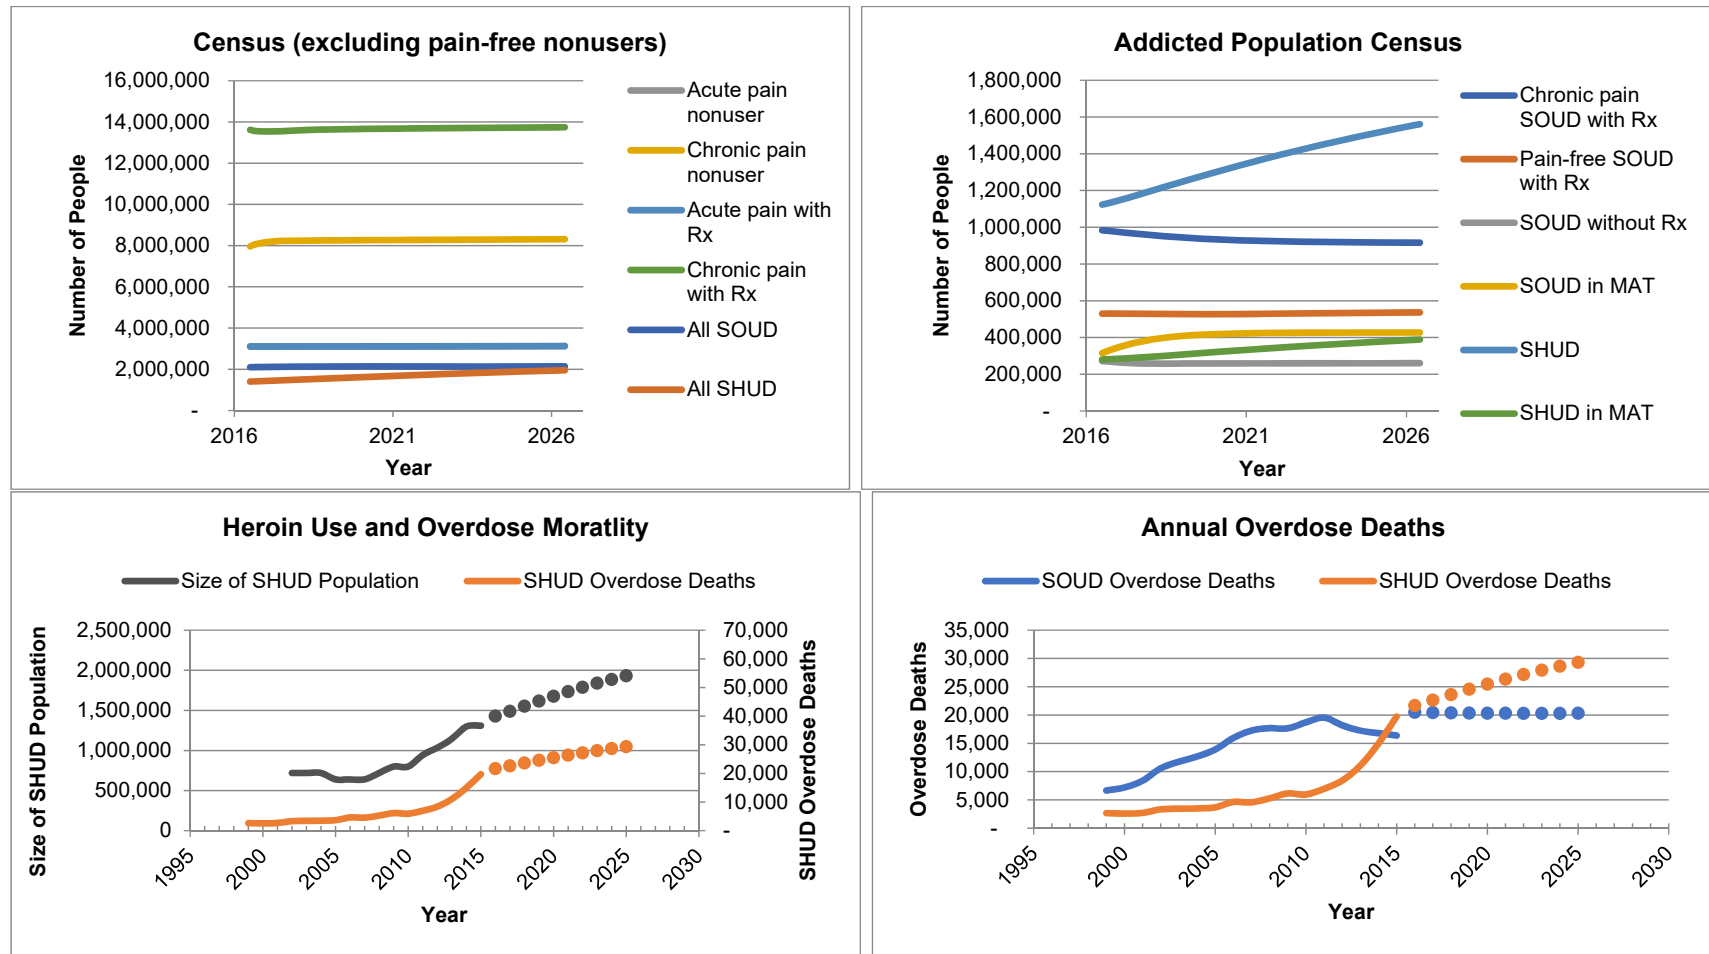 Census (excluding pain-free nonusers)
16,000,000
14,000,000
12,000,000
10,000,000
8,000,000
6,000,000
4,000,000
2,000,000
-
Number of People
2016
2021
2026
Year
Acute pain
nonuser
Chronic pain
nonuser
Acute pain with
Rx
Chronic pain
with Rx
All SOUD
All SHUD
Addicted Population Census
1,800,000
1,600,000
1,400,000
1,200,000
1,000,000
800,000
600,000
400,000
200,000
-
Number of People
2016
2021
2026
Year
Chronic pain
SOUD with Rx
Pain-free SOUD
with Rx
SOUD without Rx
SOUD in MAT
SHUD
SHUD in MAT
Heroin Use and Overdose Moratlity
Size of SHUD Population
SHUD Overdose Deaths
Size of SHUD Population
2,500,000
2,000,000
1,500,000
1,000,000
500,000
0
70,000
60,000
50,000
40,000
30,000
20,000
10,000
-
SHUD Overdose Deaths
1995
2000
2005
2010
2015
2020
2025
2030
Year
Annual Overdose Deaths
SOUD Overdose Deaths
SHUD Overdose Deaths
Overdose Deaths
35,000
30,000
25,000
20,000
15,000
10,000
5,000
-
1995
2000
2005
2010
2015
2020
2025
2030
Year